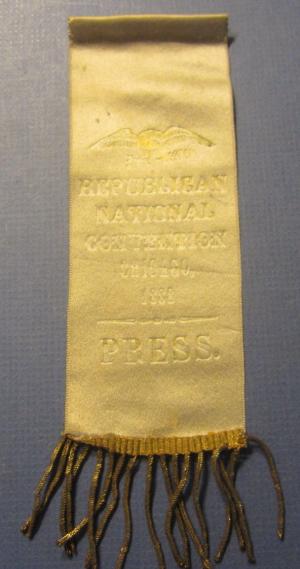 REPUBLICAN
NATIONAL
CONVENTION
CHICAGO,
1888
PRESS.